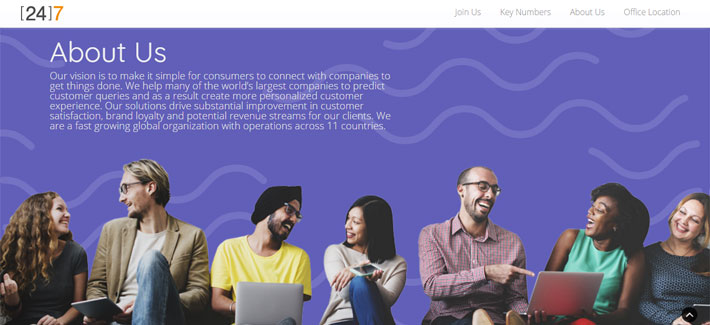 [24]7
Join Us Key Numbers About Us Office Location
About Us
Our vision is to make it simple for consumers to connect with companies to
get things done. We help many of the world's largest companies to predict
customer queries and as a result create more personalized customer
experience. Our solutions drive substantial improvement in customer
satisfaction, brand loyalty and potential revenue streams for our clients. We
are a fast growing global organization with operations across 11 countries.